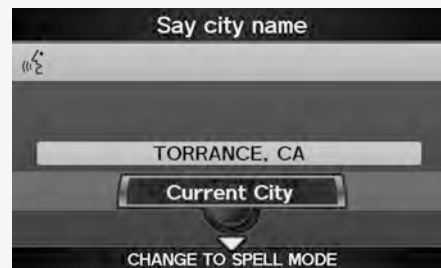 Say city name
TORRANCE, CA
Current City
CHANGE TO SPELL MODE